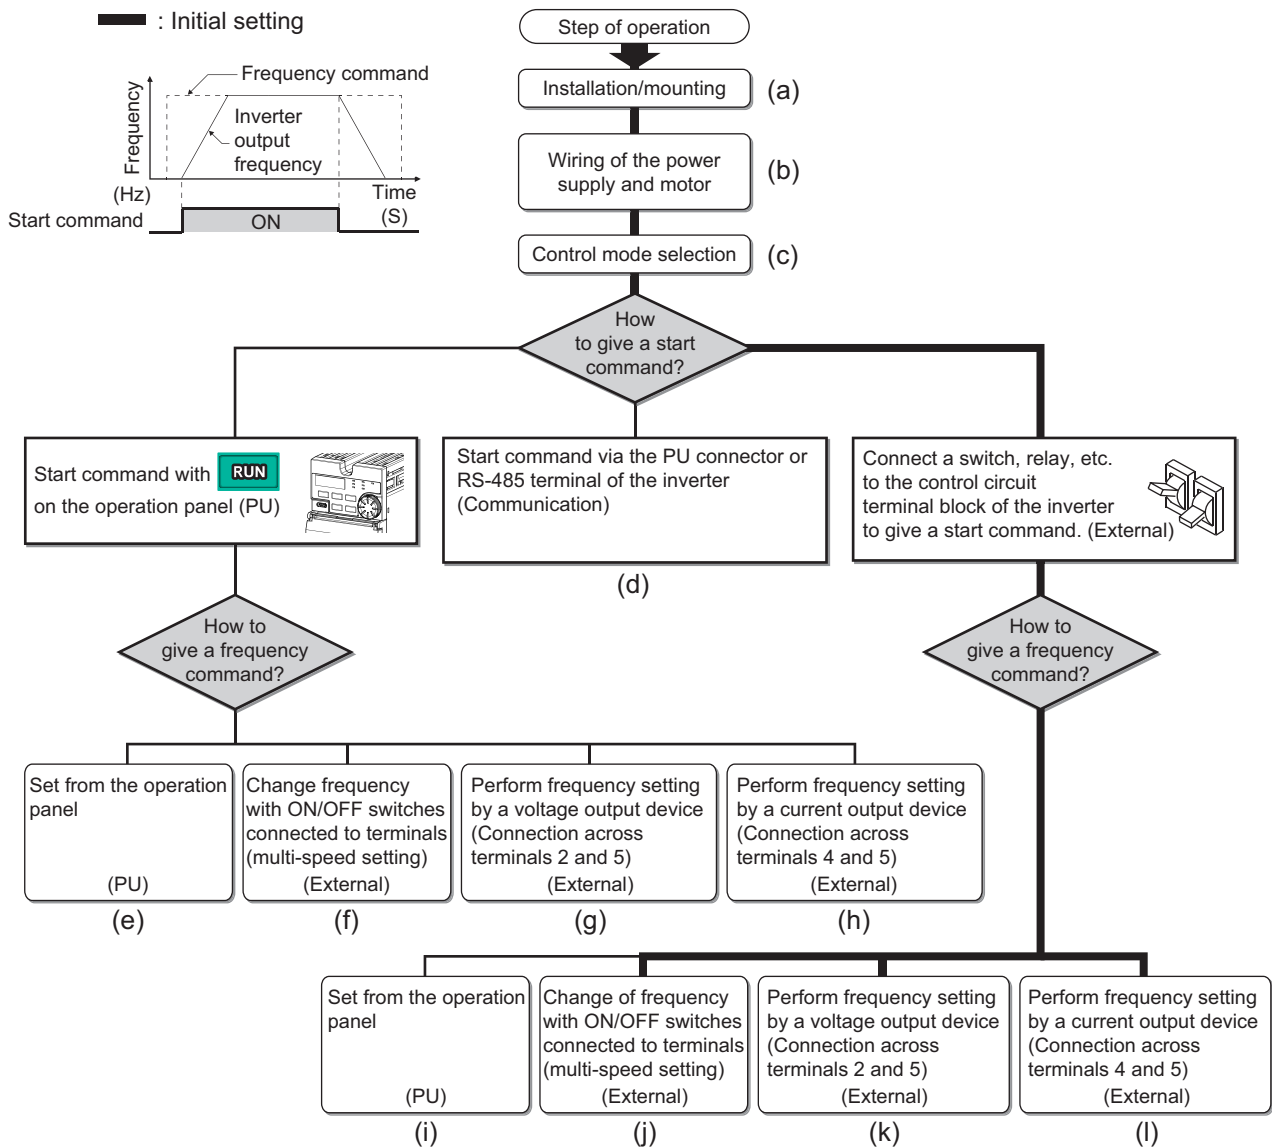 : Initial setting
Frequency command
Inverter
output
frequency
Frequency
(Hz)
Time
(S)
Start command
ON
Step of operation
Installation/mounting
(a)
Wiring of the power
supply and motor
(b)
Control mode selection
(c)
How
to give a start
command?
Start command with RUN
on the operation panel (PU)
Start command via the PU connector or
RS-485 terminal of the inverter
(Communication)
(d)
Connect a switch, relay, etc.
to the control circuit
terminal block of the inverter
to give a start command. (External)
How to
give a frequency
command?
How to
give a frequency
command?
Set from the operation
panel
(PU)
(e)
Change frequency
with ON/OFF switches
connected to terminals
(multi-speed setting)
(External)
(f)
Perform frequency setting
by a voltage output device
(Connection across
terminals 2 and 5)
(External)
(g)
Perform frequency setting
by a current output device
(Connection across
terminals 4 and 5)
(External)
(h)
Set from the operation
panel
(PU)
(i)
Change of frequency
with ON/OFF switches
connected to terminals
(multi-speed setting)
(External)
(j)
Perform frequency setting
by a voltage output device
(Connection across
terminals 2 and 5)
(External)
(k)
Perform frequency setting
by a current output device
(Connection across
terminals 4 and 5)
(External)
(l)